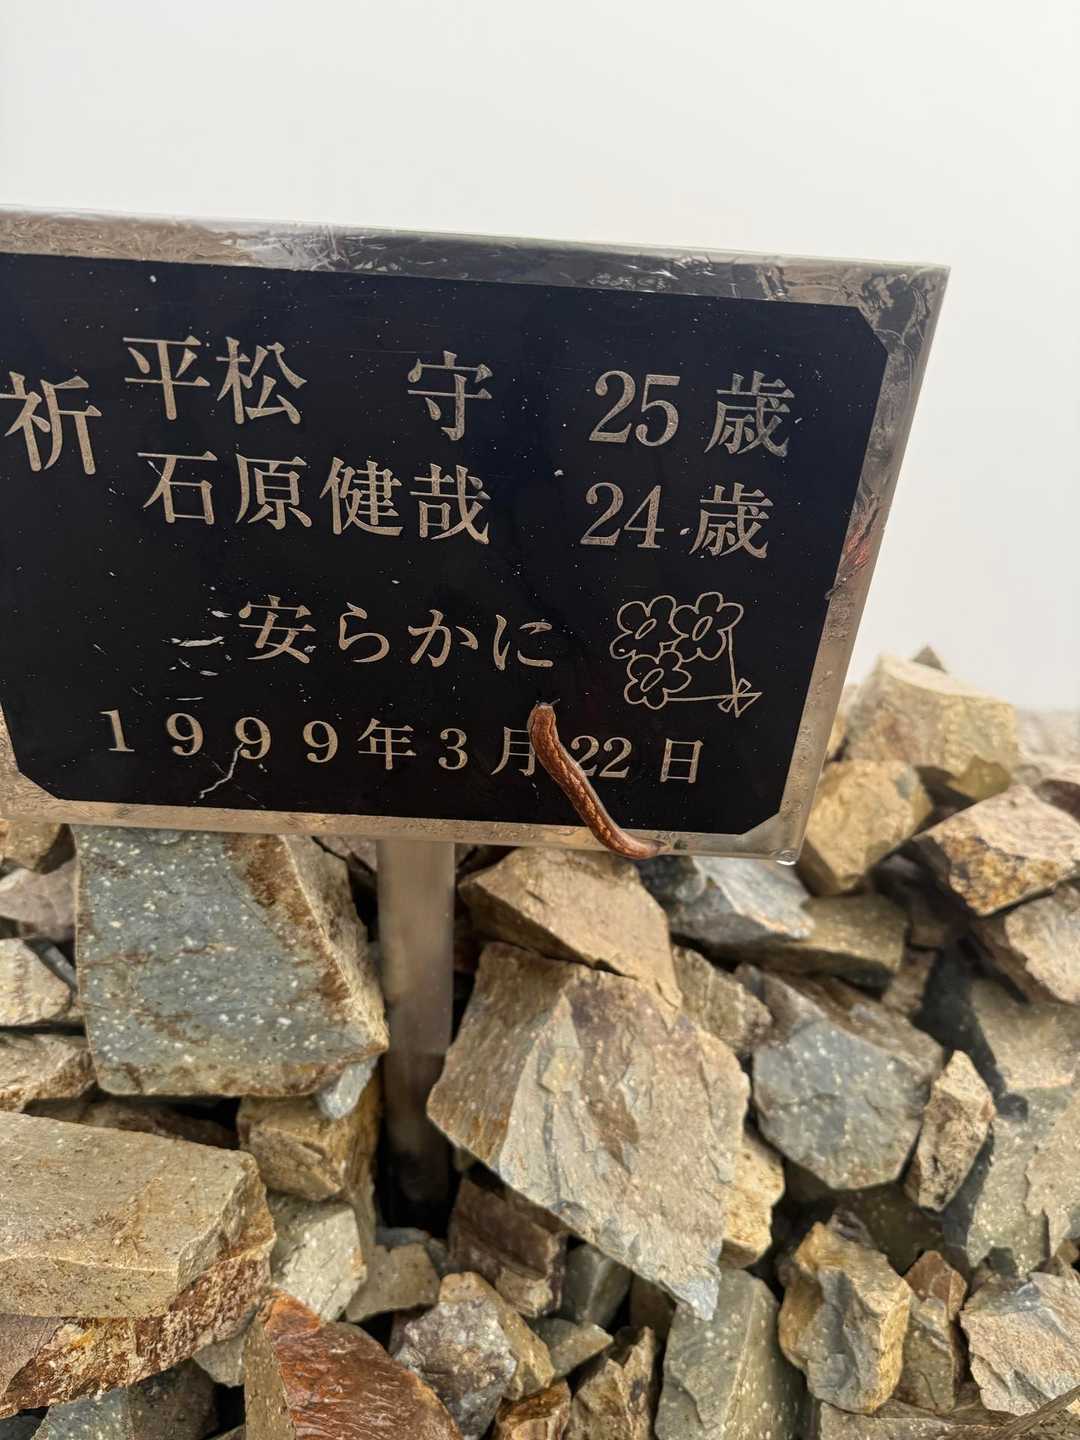 祈 平松 守 25歳
石原健哉 24歳
安らかに
1999年3月22日